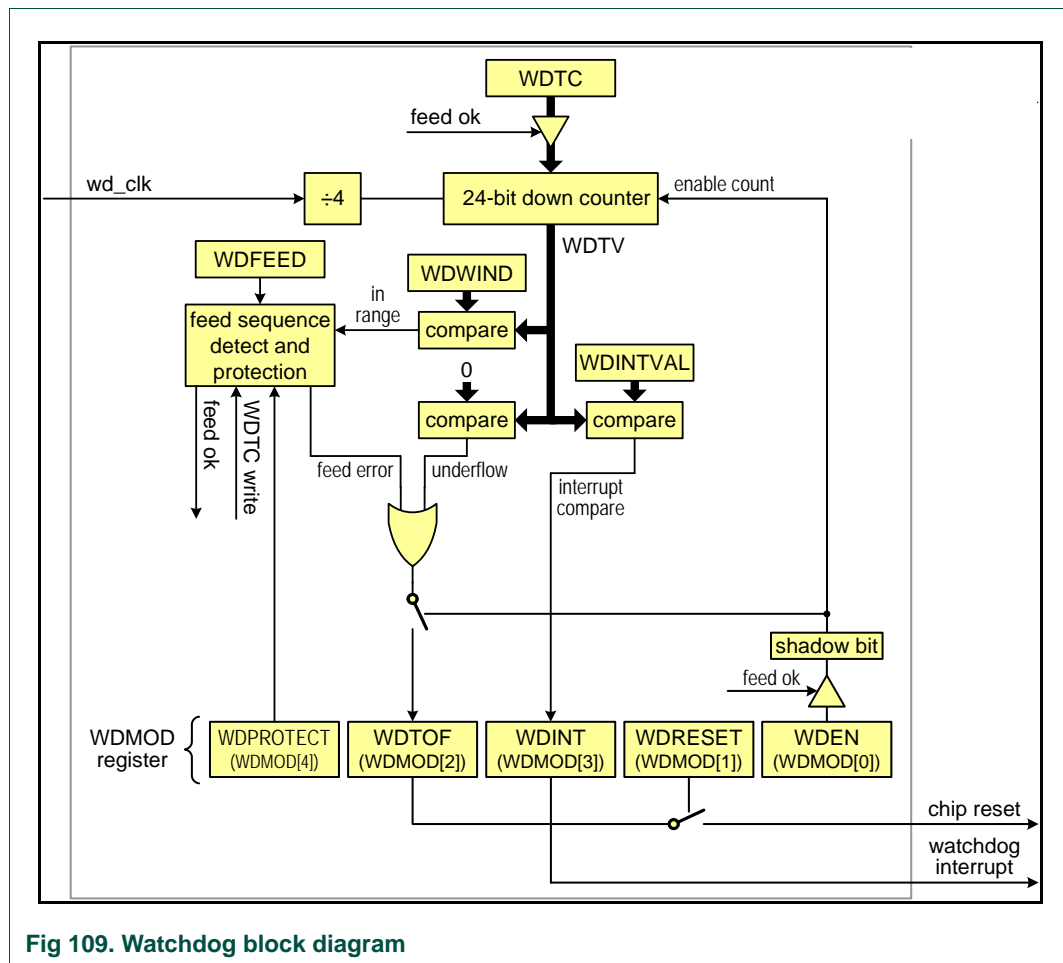 WDTC
feed ok
wd_clk
÷4
24-bit down counter
enable count
WDTV
WDFEED
WDWIND
in
range
feed sequence
detect and
protection
compare
WDINTVAL
0
compare
compare
feed ok
WDTC write
feed error
underflow
interrupt
compare
shadow bit
feed ok
WDMOD
register
WDPROTECT
(WDMOD[4])
WDTOF
(WDMOD[2])
WDINT
(WDMOD[3])
WDRESET
(WDMOD[1])
WDEN
(WDMOD[0])
chip reset
watchdog
interrupt
Fig 109. Watchdog block diagram